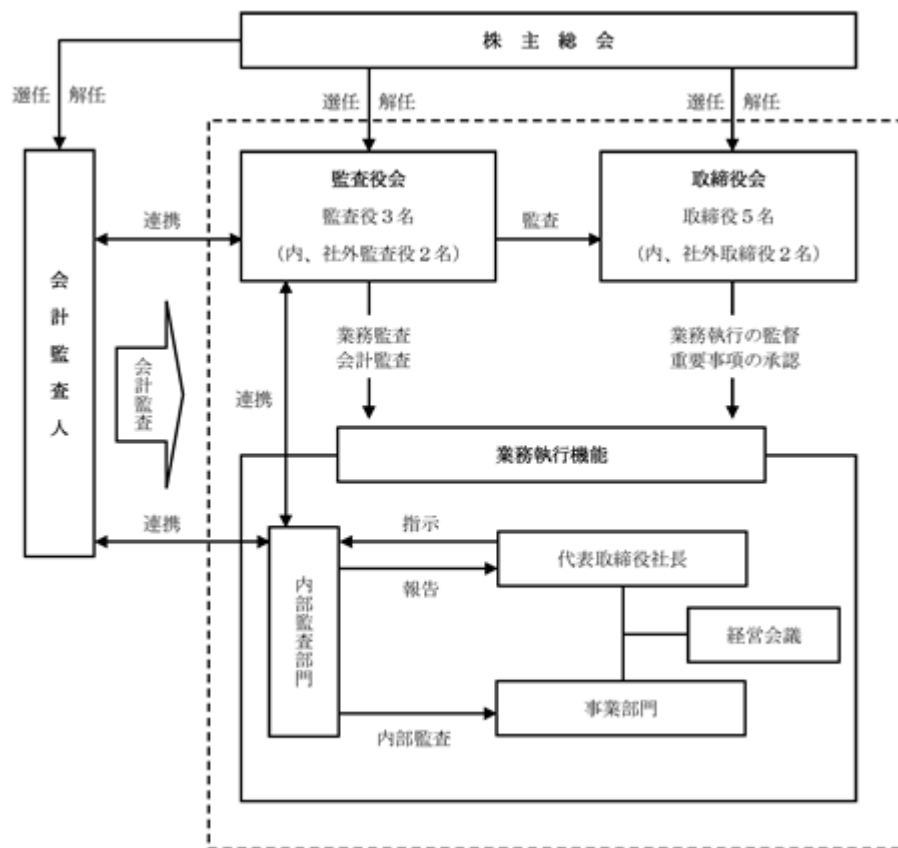 株主総会
選任 解任
選任 解任
選任 解任
監査役会
監査役3名
(内、社外監査役2名)
取締役会
取締役5名
(内、社外取締役2名)
連携
監査
会計監査人
会計監査
業務監査
会計監査
業務執行の監督
重要事項の承認
連携
業務執行機能
連携
指示
代表取締役社長
報告
内部監査部門
経営会議
事業部門
内部監査